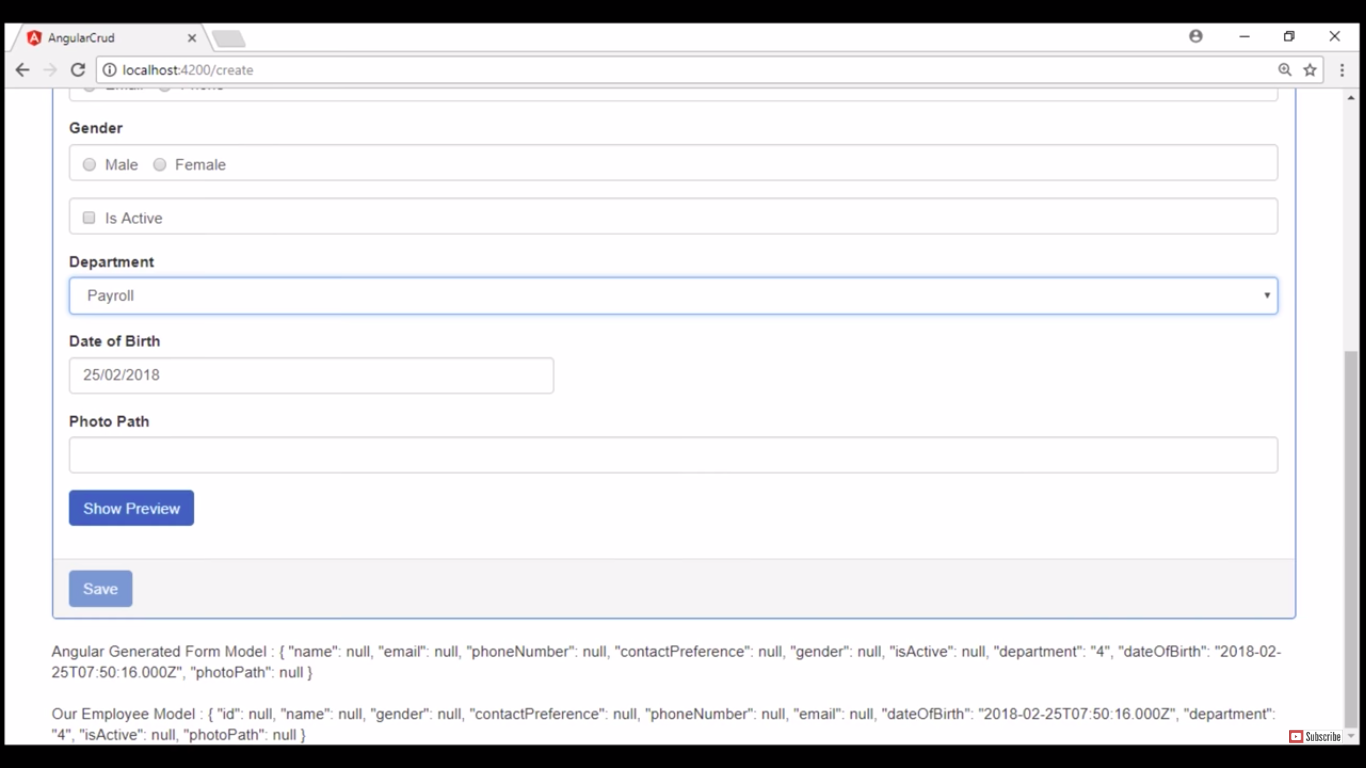 AngularCrud
localhost:4200/create
Email Phone
Gender
Male Female
Is Active
Department
Payroll
Date of Birth
25/02/2018
Photo Path
Show Preview
Save
Angular Generated Form Model : { "name": null, "email": null, "phoneNumber": null, "contactPreference": null, "gender": null, "isActive": null, "department": "4", "dateOfBirth": "2018-02-
25T07:50:16.000Z", "photoPath": null }
Our Employee Model : { "id": null, "name": null, "gender": null, "contactPreference": null, "phoneNumber": null, "email": null, "dateOfBirth": "2018-02-25T07:50:16.000Z", "department":
"4", "isActive": null, "photoPath": null }
Subscribe